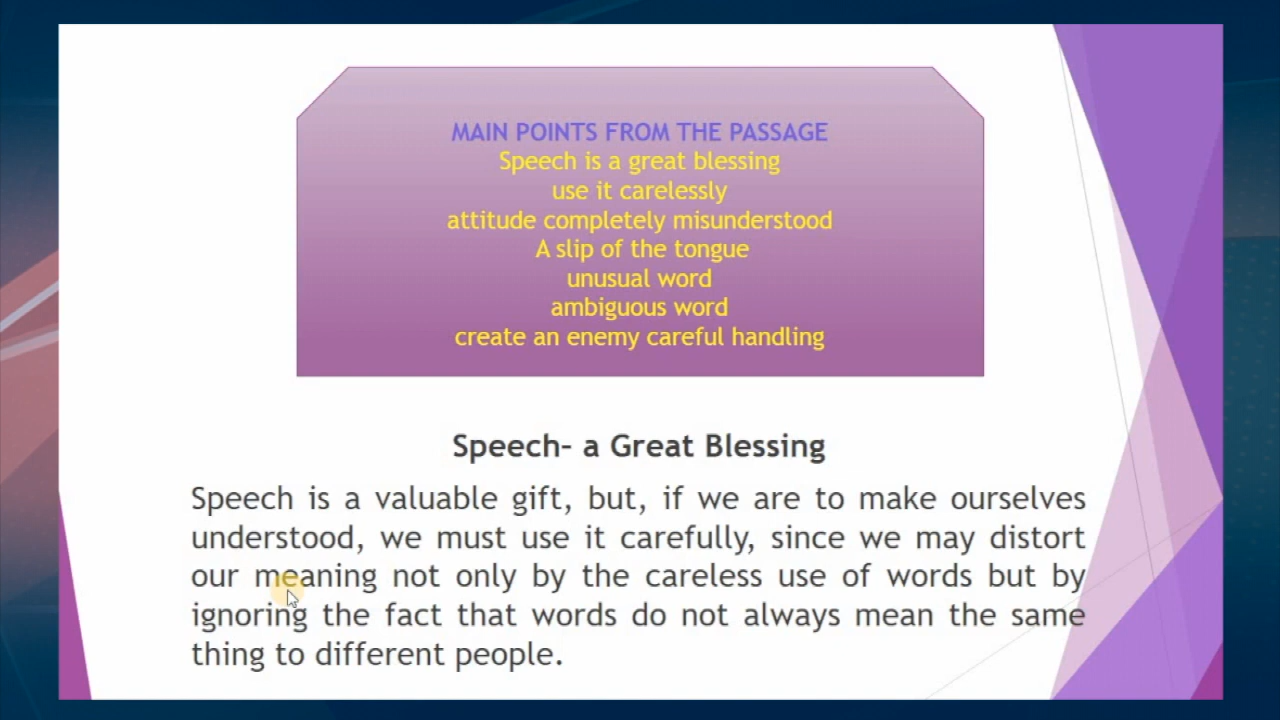 MAIN POINTS FROM THE PASSAGE
Speech is a great blessing
use it carelessly
attitude completely misunderstood
A slip of the tongue
unusual word
ambiguous word
create an enemy careful handling
Speech- a Great Blessing
Speech is a valuable gift, but, if we are to make ourselves
understood, we must use it carefully, since we may distort
our meaning not only by the careless use of words but by
ignoring the fact that words do not always mean the same
thing to different people.